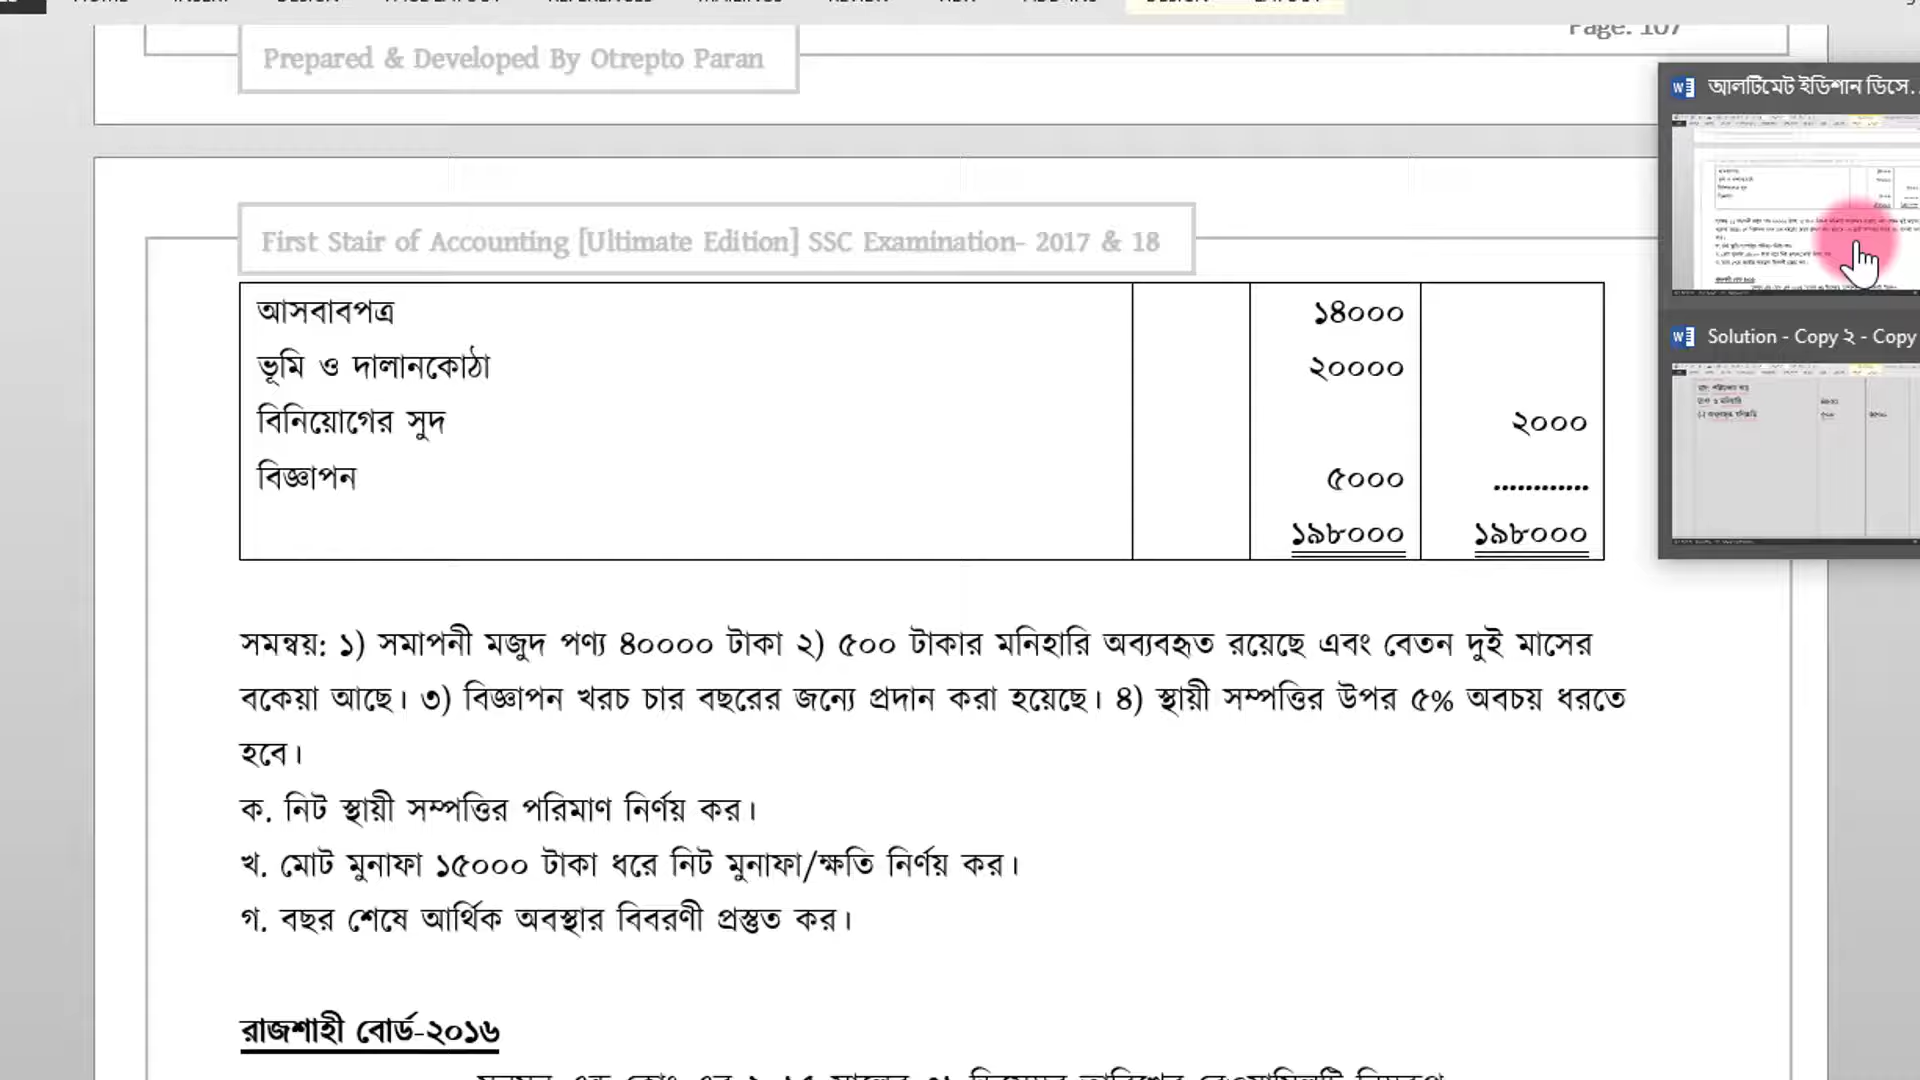 Prepared & Developed By Otrepto Paran
Page: 107
আলটিমেট ইডিশান ডিসে...
First Stair of Accounting [Ultimate Edition] SSC Examination- 2017 & 18
আসবাবপত্র ১৪০০০
ভূমি ও দালানকোঠা ২০০০০
বিনিয়োগের সুদ ২০০০
বিজ্ঞাপন ৫০০০ ............
১৯৮০০০ ১৯৮০০০
Solution - Copy ২ - Copy
সমন্বয়: ১) সমাপনী মজুদ পণ্য ৪০০০০ টাকা ২) ৫০০ টাকার মনিহারি অব্যবহৃত রয়েছে এবং বেতন দুই মাসের
বকেয়া আছে। ৩) বিজ্ঞাপন খরচ চার বছরের জন্যে প্রদান করা হয়েছে। ৪) স্থায়ী সম্পত্তির উপর ৫% অবচয় ধরতে
হবে।
ক. নিট স্থায়ী সম্পত্তির পরিমাণ নির্ণয় কর।
খ. মোট মুনাফা ১৫০০০ টাকা ধরে নিট মুনাফা/ক্ষতি নির্ণয় কর।
গ. বছর শেষে আর্থিক অবস্থার বিবরণী প্রস্তুত কর।
রাজশাহী বোর্ড-২০১৬